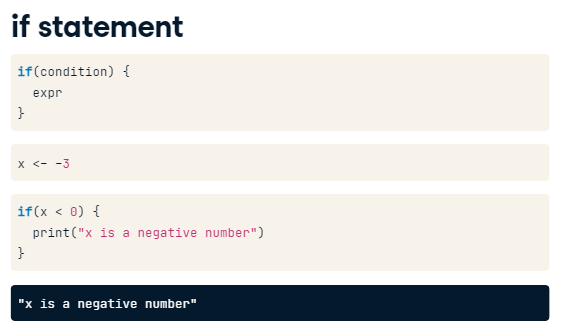 if statement
if(condition) {
  expr
}
x <- -3
if(x < 0) {
  print("x is a negative number")
}
"x is a negative number"